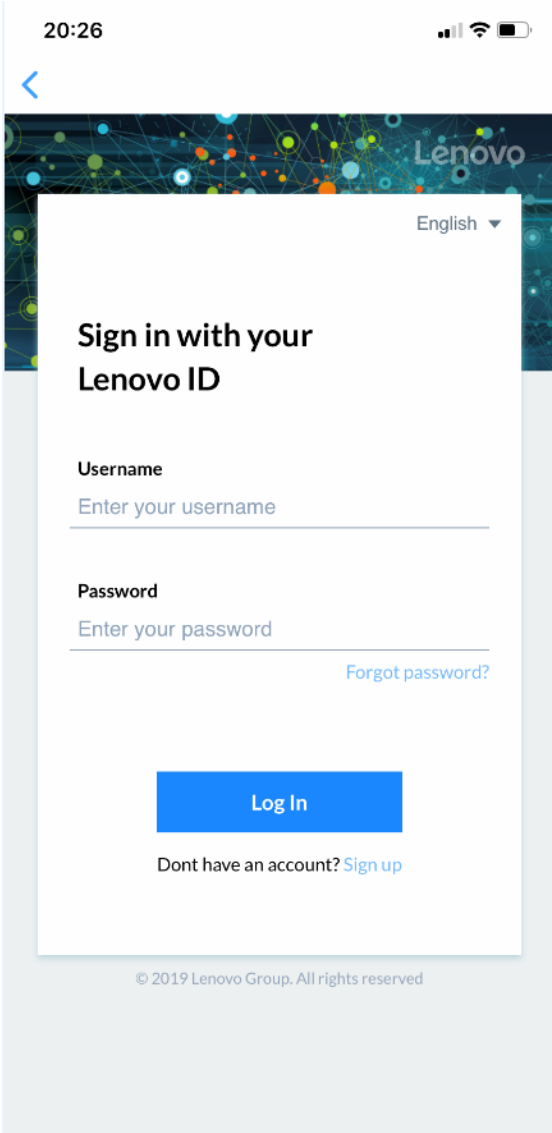 20:26
Lenovo
English
Sign in with your
Lenovo ID
Username
Enter your username
Password
Enter your password
Forgot password?
Log In
Dont have an account? Sign up
© 2019 Lenovo Group. All rights reserved